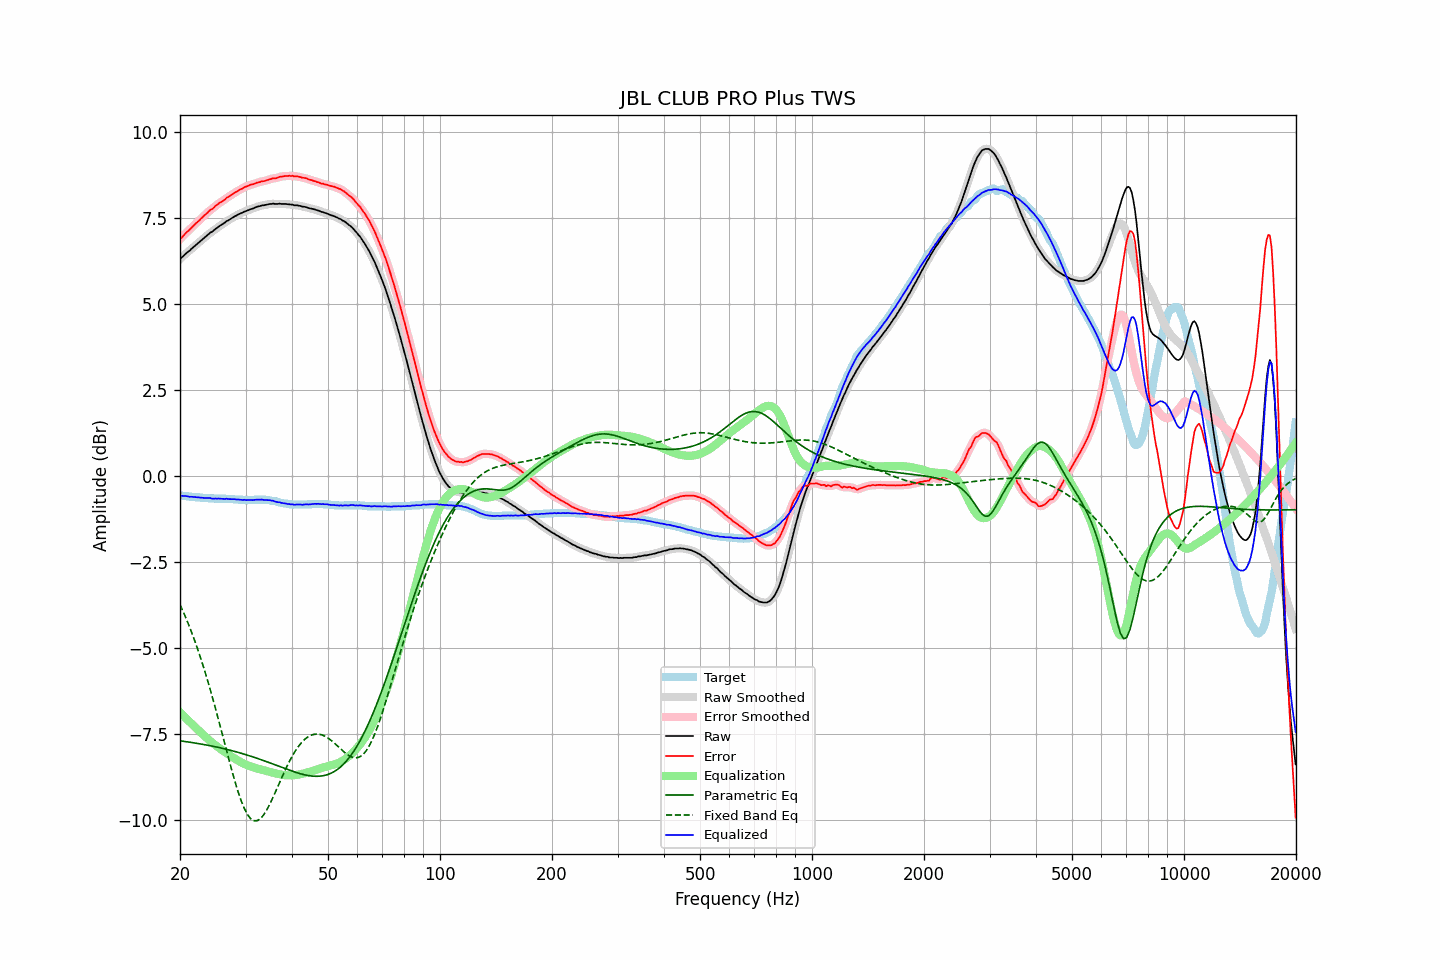 JBL CLUB PRO Plus TWS
10.0
7.5
5.0
2.5
0.0
−2.5
−5.0
−7.5
−10.0
Amplitude (dBr)
Target
Raw Smoothed
Error Smoothed
Raw
Error
Equalization
Parametric Eq
Fixed Band Eq
Equalized
20 50 100 200 500 1000 2000 5000 10000 20000
Frequency (Hz)